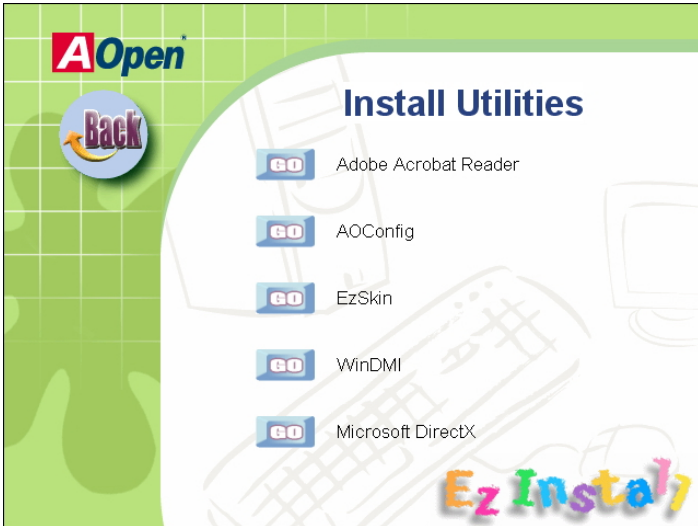 AOpen
Back
Install Utilities
GO Adobe Acrobat Reader
GO AOConfig
GO EzSkin
GO WinDMI
GO Microsoft DirectX
Ez Install